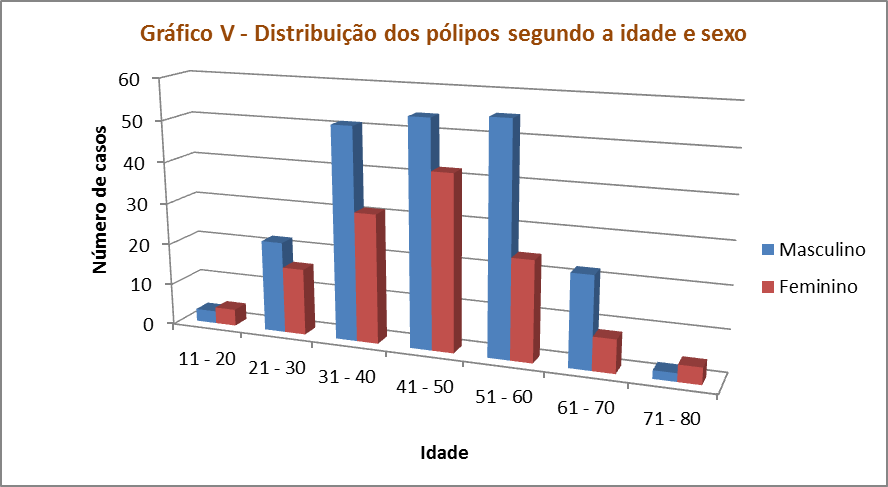 Gráfico V - Distribuição dos pólipos segundo a idade e sexo
60
50
40
30
20
10
0
Número de casos
11 - 20
21 - 30
31 - 40
41 - 50
51 - 60
61 - 70
71 - 80
Idade
Masculino
Feminino